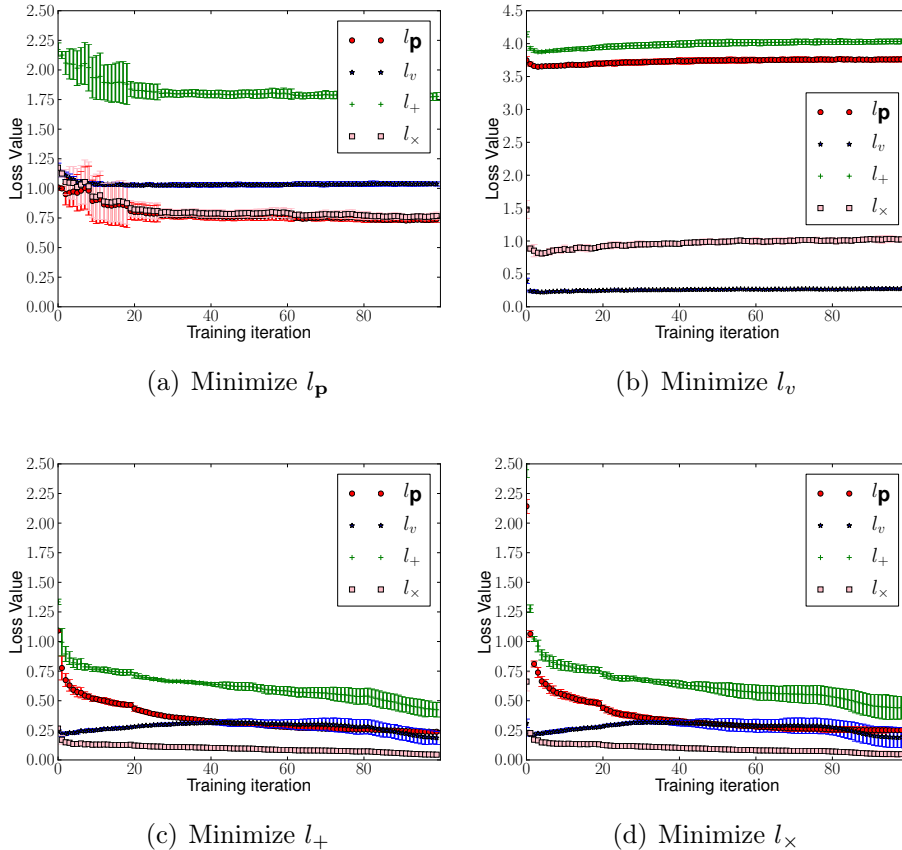 2.50
2.25
2.00
1.75
1.50
1.25
1.00
0.75
0.50
0.25
0.00
Loss Value
0 20 40 60 80
Training iteration
l_p
l_v
l_+
l_×
(a) Minimize l_p
4.5
4.0
3.5
3.0
2.5
2.0
1.5
1.0
0.5
0.0
Loss Value
0 20 40 60 80
Training iteration
l_p
l_v
l_+
l_×
(b) Minimize l_v
2.50
2.25
2.00
1.75
1.50
1.25
1.00
0.75
0.50
0.25
0.00
Loss Value
0 20 40 60 80
Training iteration
l_p
l_v
l_+
l_×
(c) Minimize l_+
2.50
2.25
2.00
1.75
1.50
1.25
1.00
0.75
0.50
0.25
0.00
Loss Value
0 20 40 60 80
Training iteration
l_p
l_v
l_+
l_×
(d) Minimize l_×